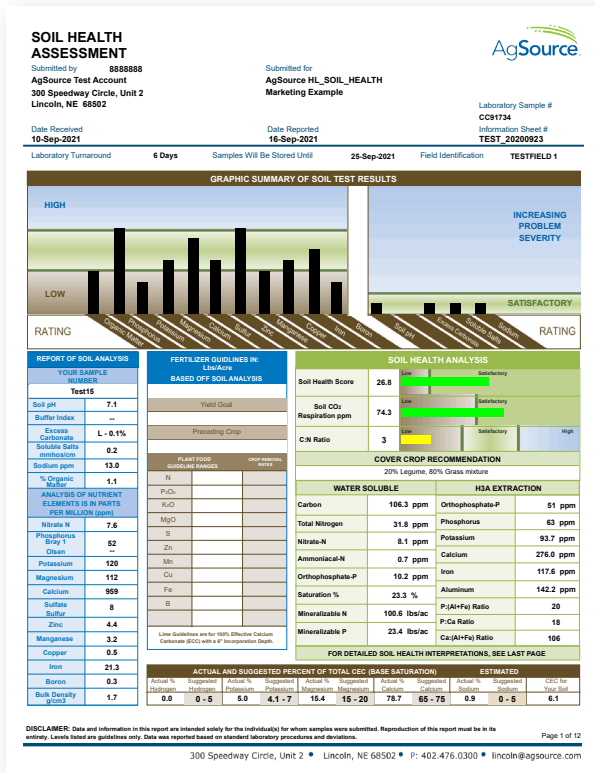 SOIL HEALTH
ASSESSMENT
AgSource
Submitted by 8888888
AgSource Test Account
300 Speedway Circle, Unit 2
Lincoln, NE 68502
Submitted for
AgSource HL_SOIL_HEALTH
Marketing Example
Laboratory Sample #
CC91734
Date Received
10-Sep-2021
Date Reported
16-Sep-2021
Information Sheet #
TEST_20200923
Laboratory Turnaround 6 Days Samples Will Be Stored Until 25-Sep-2021 Field Identification TESTFIELD 1
GRAPHIC SUMMARY OF SOIL TEST RESULTS
HIGH
LOW
INCREASING
PROBLEM
SEVERITY
SATISFACTORY
RATING Organic Matter Phosphorus Potassium Magnesium Calcium Sulfur Zinc Manganese Copper Iron Boron Soil pH Excess Carbonate Soluble Salts Sodium RATING
REPORT OF SOIL ANALYSIS
YOUR SAMPLE
NUMBER
Test15
Soil pH 7.1
Buffer Index --
Excess
Carbonate L - 0.1%
Soluble Salts
mmhos/cm 0.2
Sodium ppm 13.0
% Organic
Matter 1.1
ANALYSIS OF NUTRIENT
ELEMENTS IS IN PARTS
PER MILLION (ppm)
Nitrate N 7.6
Phosphorus
Bray 1 52
Olsen --
Potassium 120
Magnesium 112
Calcium 959
Sulfate
Sulfur 8
Zinc 4.4
Manganese 3.2
Copper 0.5
Iron 21.3
Boron 0.3
Bulk Density
g/cm3 1.7
FERTILIZER GUIDLINES IN:
Lbs/Acre
BASED OFF SOIL ANALYSIS
Yield Goal
Preceding Crop
PLANT FOOD
GUIDELINE RANGES
CROP REMOVAL
RATES
N
P₂O₅
K₂O
MgO
S
Zn
Mn
Cu
Fe
B
Lime Guidelines are for 100% Effective Calcium
Carbonate (ECC) with a 6" Incorporation Depth.
SOIL HEALTH ANALYSIS
Soil Health Score 26.8 Low Satisfactory
Soil CO₂
Respiration ppm 74.3 Low Satisfactory
C:N Ratio 3 Low Satisfactory High
COVER CROP RECOMMENDATION
20% Legume, 80% Grass mixture
WATER SOLUBLE
Carbon 106.3 ppm
Total Nitrogen 31.8 ppm
Nitrate-N 8.1 ppm
Ammoniacal-N 0.7 ppm
Orthophosphate-P 10.2 ppm
Saturation % 23.3 %
Mineralizable N 100.6 lbs/ac
Mineralizable P 23.4 lbs/ac
H3A EXTRACTION
Orthophosphate-P 51 ppm
Phosphorus 63 ppm
Potassium 93.7 ppm
Calcium 276.0 ppm
Iron 117.6 ppm
Aluminum 142.2 ppm
P:(Al+Fe) Ratio 20
P:Ca Ratio 18
Ca:(Al+Fe) Ratio 106
FOR DETAILED SOIL HEALTH INTERPRETATIONS, SEE LAST PAGE
ACTUAL AND SUGGESTED PERCENT OF TOTAL CEC (BASE SATURATION) ESTIMATED
Actual % Suggested Actual % Suggested Actual % Suggested Actual % Suggested Actual % Suggested CEC for
Hydrogen Hydrogen Potassium Potassium Magnesium Magnesium Calcium Calcium Sodium Sodium Your Soil
0.0 0 - 5 5.0 4.1 - 7 15.4 15 - 20 78.7 65 - 75 0.9 0 - 5 6.1
DISCLAIMER: Data and information in this report are intended solely for the individual(s) for whom samples were submitted. Reproduction of this report must be in its
entirety. Levels listed are guidelines only. Data was reported based on standard laboratory procedures and deviations.
Page 1 of 12
300 Speedway Circle, Unit 2 • Lincoln, NE 68502 • P: 402.476.0300 • lincoln@agsource.com